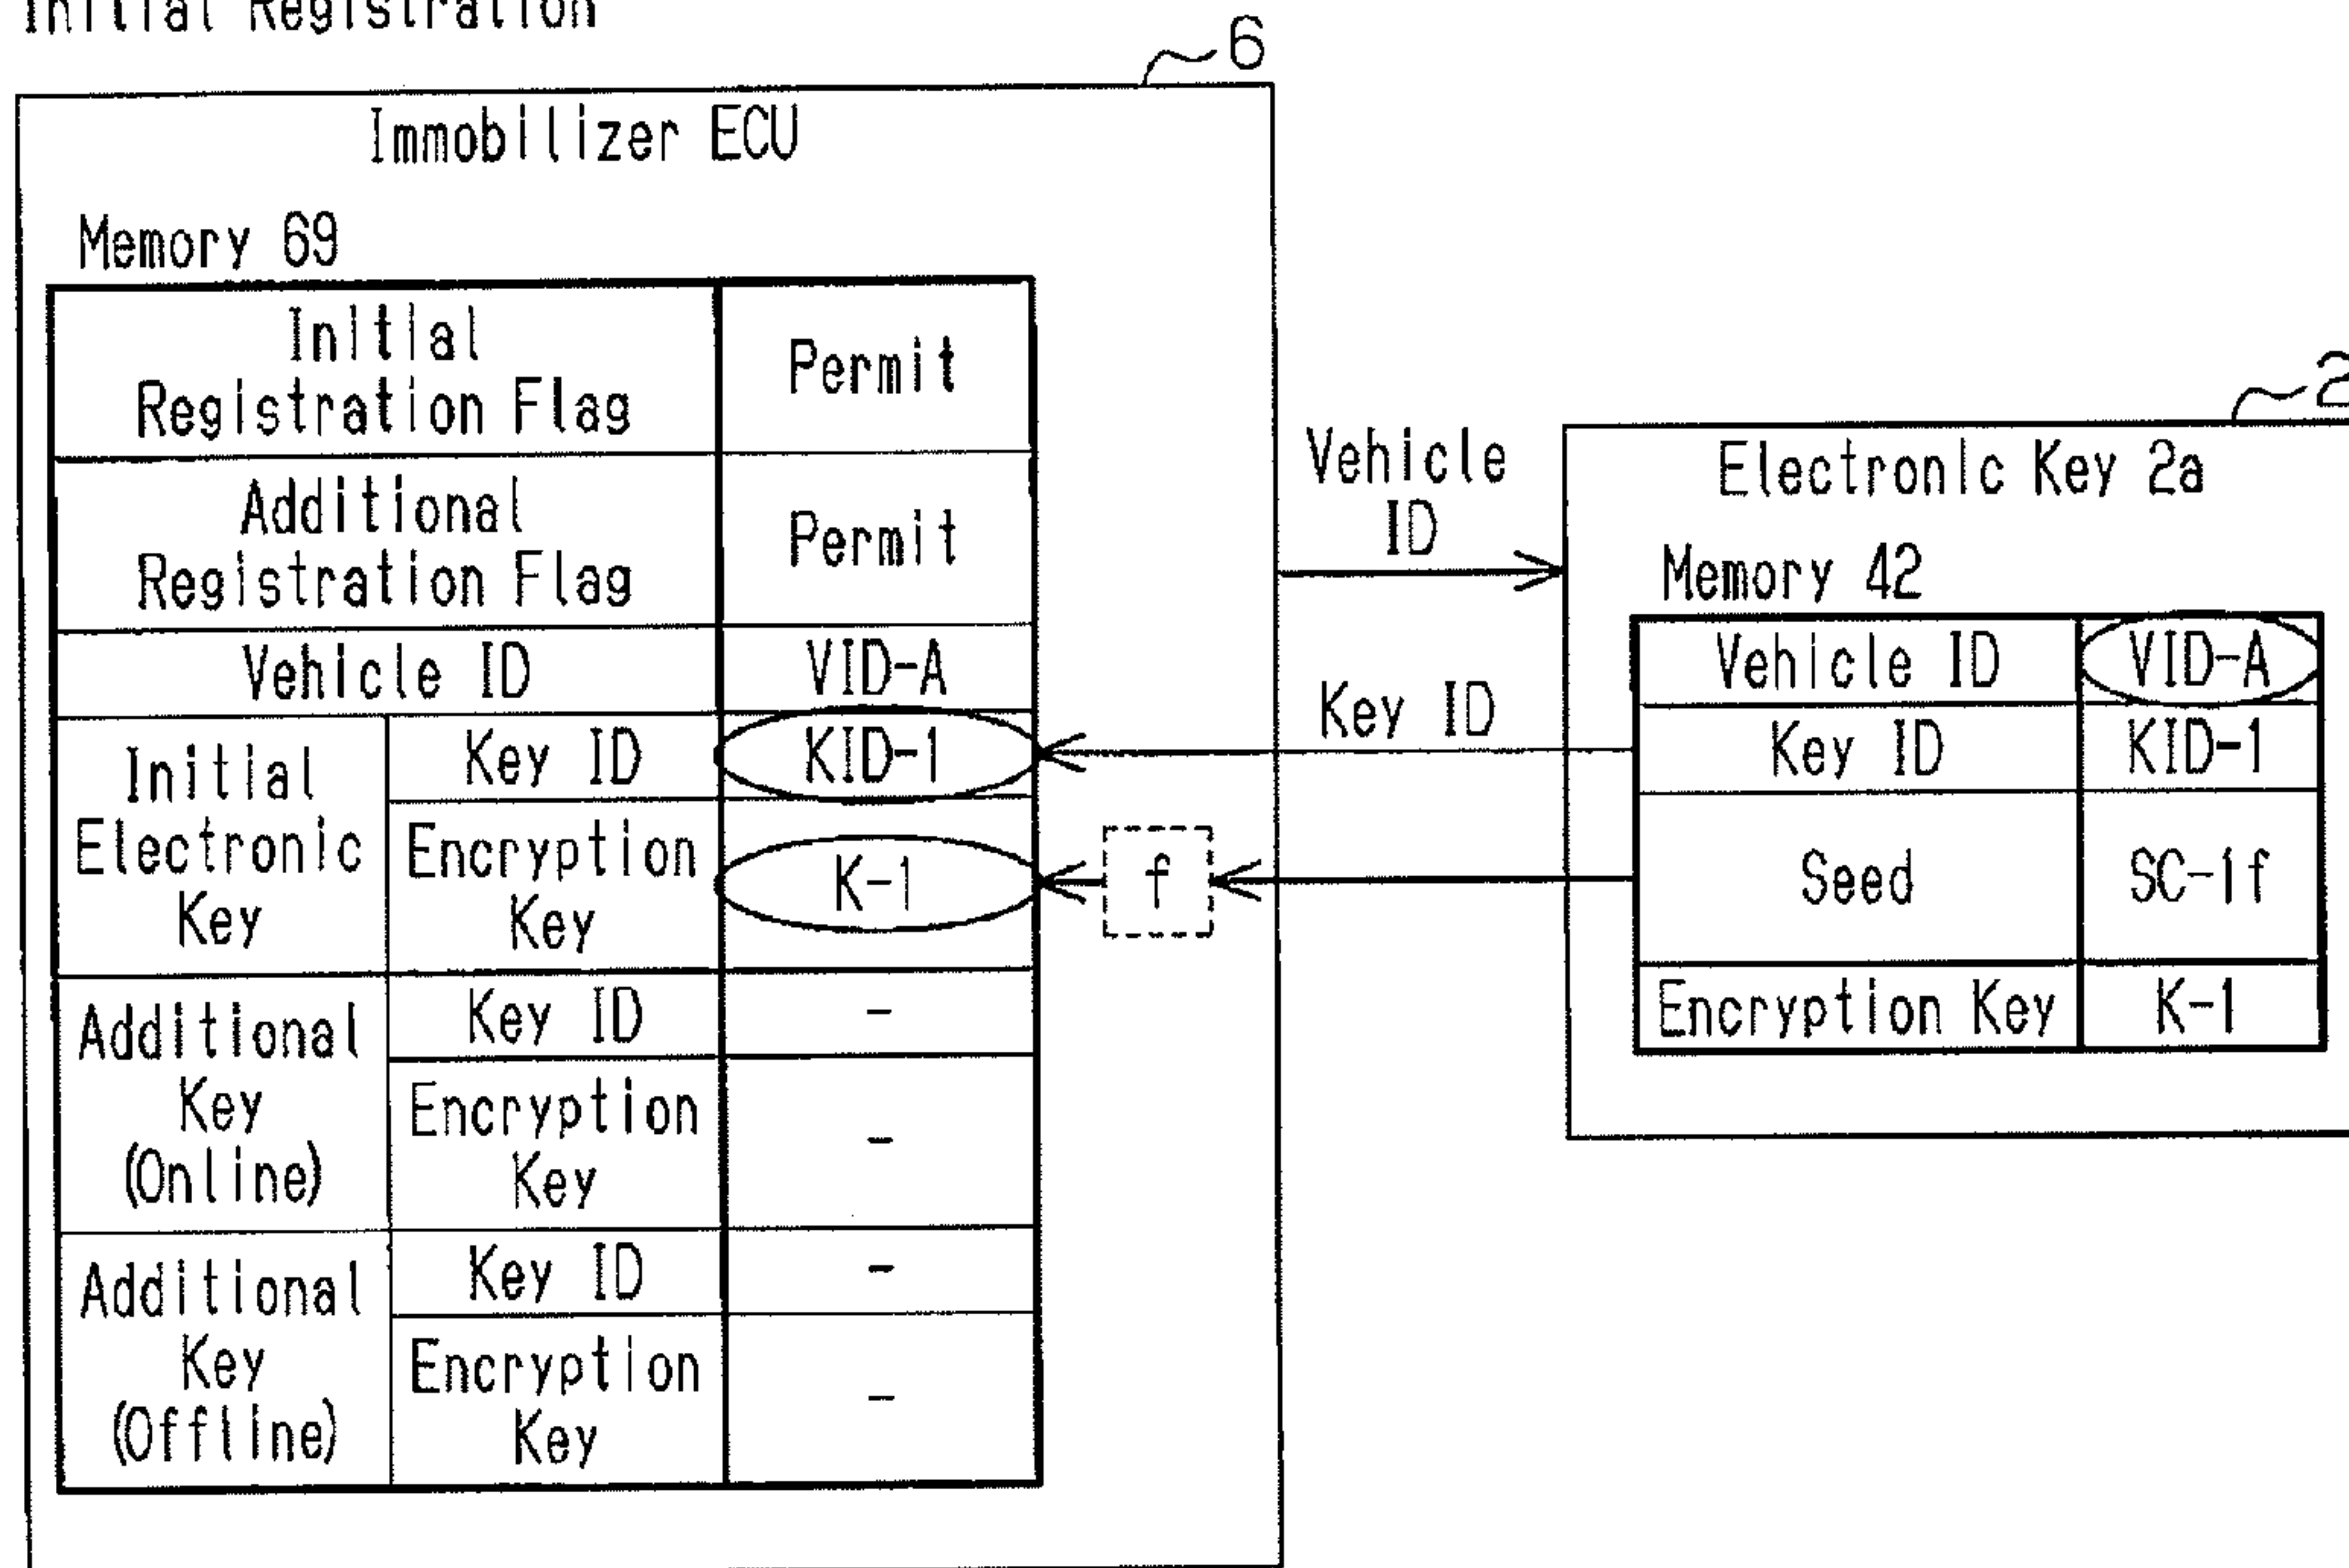 Initial Registration
6
Immobilizer ECU
Memory 69
Initial
Registration Flag
Permit
Additional
Registration Flag
Permit
Vehicle ID
VID-A
Initial
Electronic
Key
Key ID
KID-1
Encryption
Key
K-1
Additional
Key
(Online)
Key ID
-
Encryption
Key
-
Additional
Key
(Offline)
Key ID
-
Encryption
Key
-
Vehicle
ID
Key ID
f
2
Electronic Key 2a
Memory 42
Vehicle ID
VID-A
Key ID
KID-1
Seed
SC-1f
Encryption Key
K-1